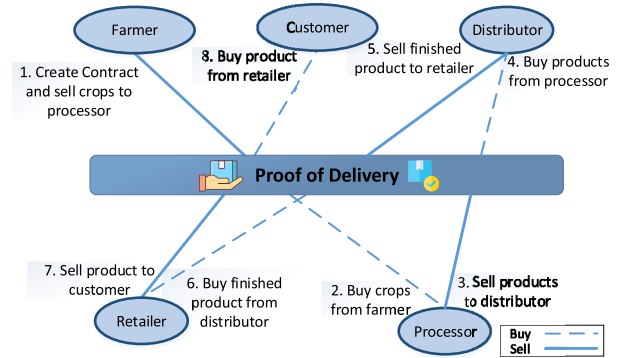 Farmer
Customer
Distributor
1. Create Contract
and sell crops to
processor
8. Buy product
from retailer
5. Sell finished
product to retailer
4. Buy products
from processor
Proof of Delivery
7. Sell product to
customer
6. Buy finished
product from
distributor
2. Buy crops
from farmer
3. Sell products
to distributor
Retailer
Processor
Buy
Sell